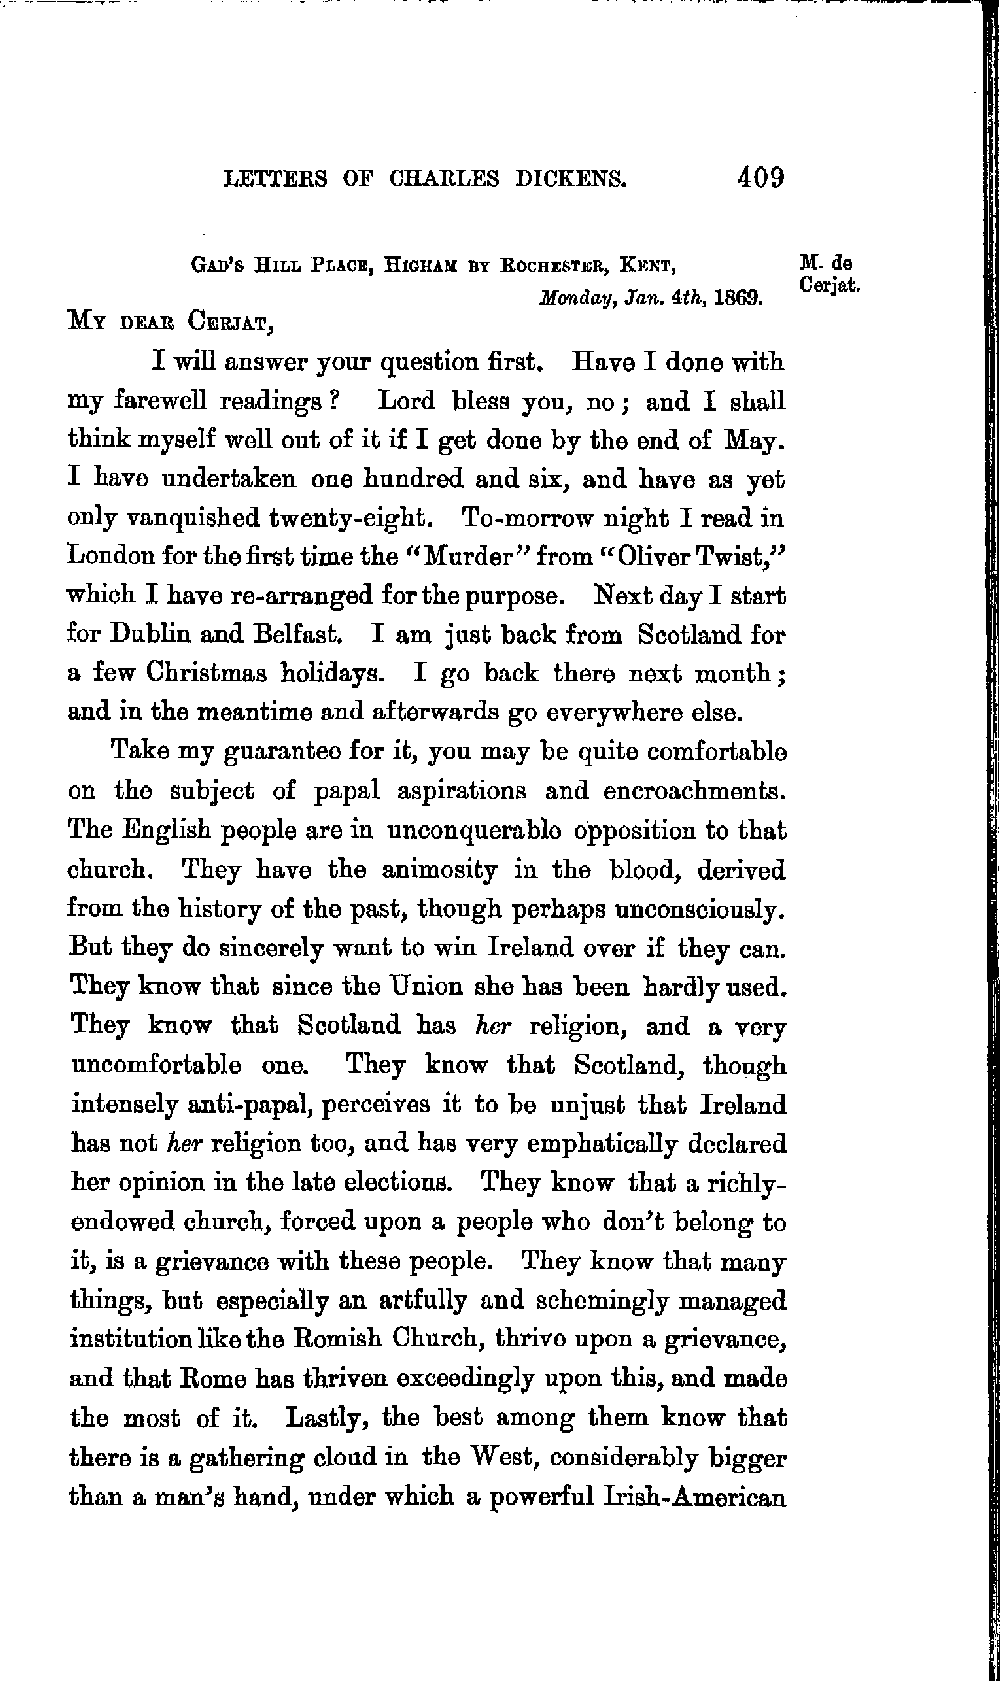 LETTERS OF CHARLES DICKENS. 409
GAD'S HILL PLACE, HIGHAM BY ROCHESTER, KENT,
M. de
Cerjat.
Monday, Jan. 4th, 1869.
MY DEAR CERJAT,
I will answer your question first. Have I done with
my farewell readings? Lord bless you, no; and I shall
think myself well out of it if I get done by the end of May.
I have undertaken one hundred and six, and have as yet
only vanquished twenty-eight. To-morrow night I read in
London for the first time the "Murder" from "Oliver Twist,"
which I have re-arranged for the purpose. Next day I start
for Dublin and Belfast. I am just back from Scotland for
a few Christmas holidays. I go back there next month;
and in the meantime and afterwards go everywhere else.
Take my guarantee for it, you may be quite comfortable
on the subject of papal aspirations and encroachments.
The English people are in unconquerable opposition to that
church. They have the animosity in the blood, derived
from the history of the past, though perhaps unconsciously.
But they do sincerely want to win Ireland over if they can.
They know that since the Union she has been hardly used.
They know that Scotland has her religion, and a very
uncomfortable one. They know that Scotland, though
intensely anti-papal, perceives it to be unjust that Ireland
has not her religion too, and has very emphatically declared
her opinion in the late elections. They know that a richly-
endowed church, forced upon a people who don't belong to
it, is a grievance with these people. They know that many
things, but especially an artfully and schemingly managed
institution like the Romish Church, thrive upon a grievance,
and that Rome has thriven exceedingly upon this, and made
the most of it. Lastly, the best among them know that
there is a gathering cloud in the West, considerably bigger
than a man's hand, under which a powerful Irish-American